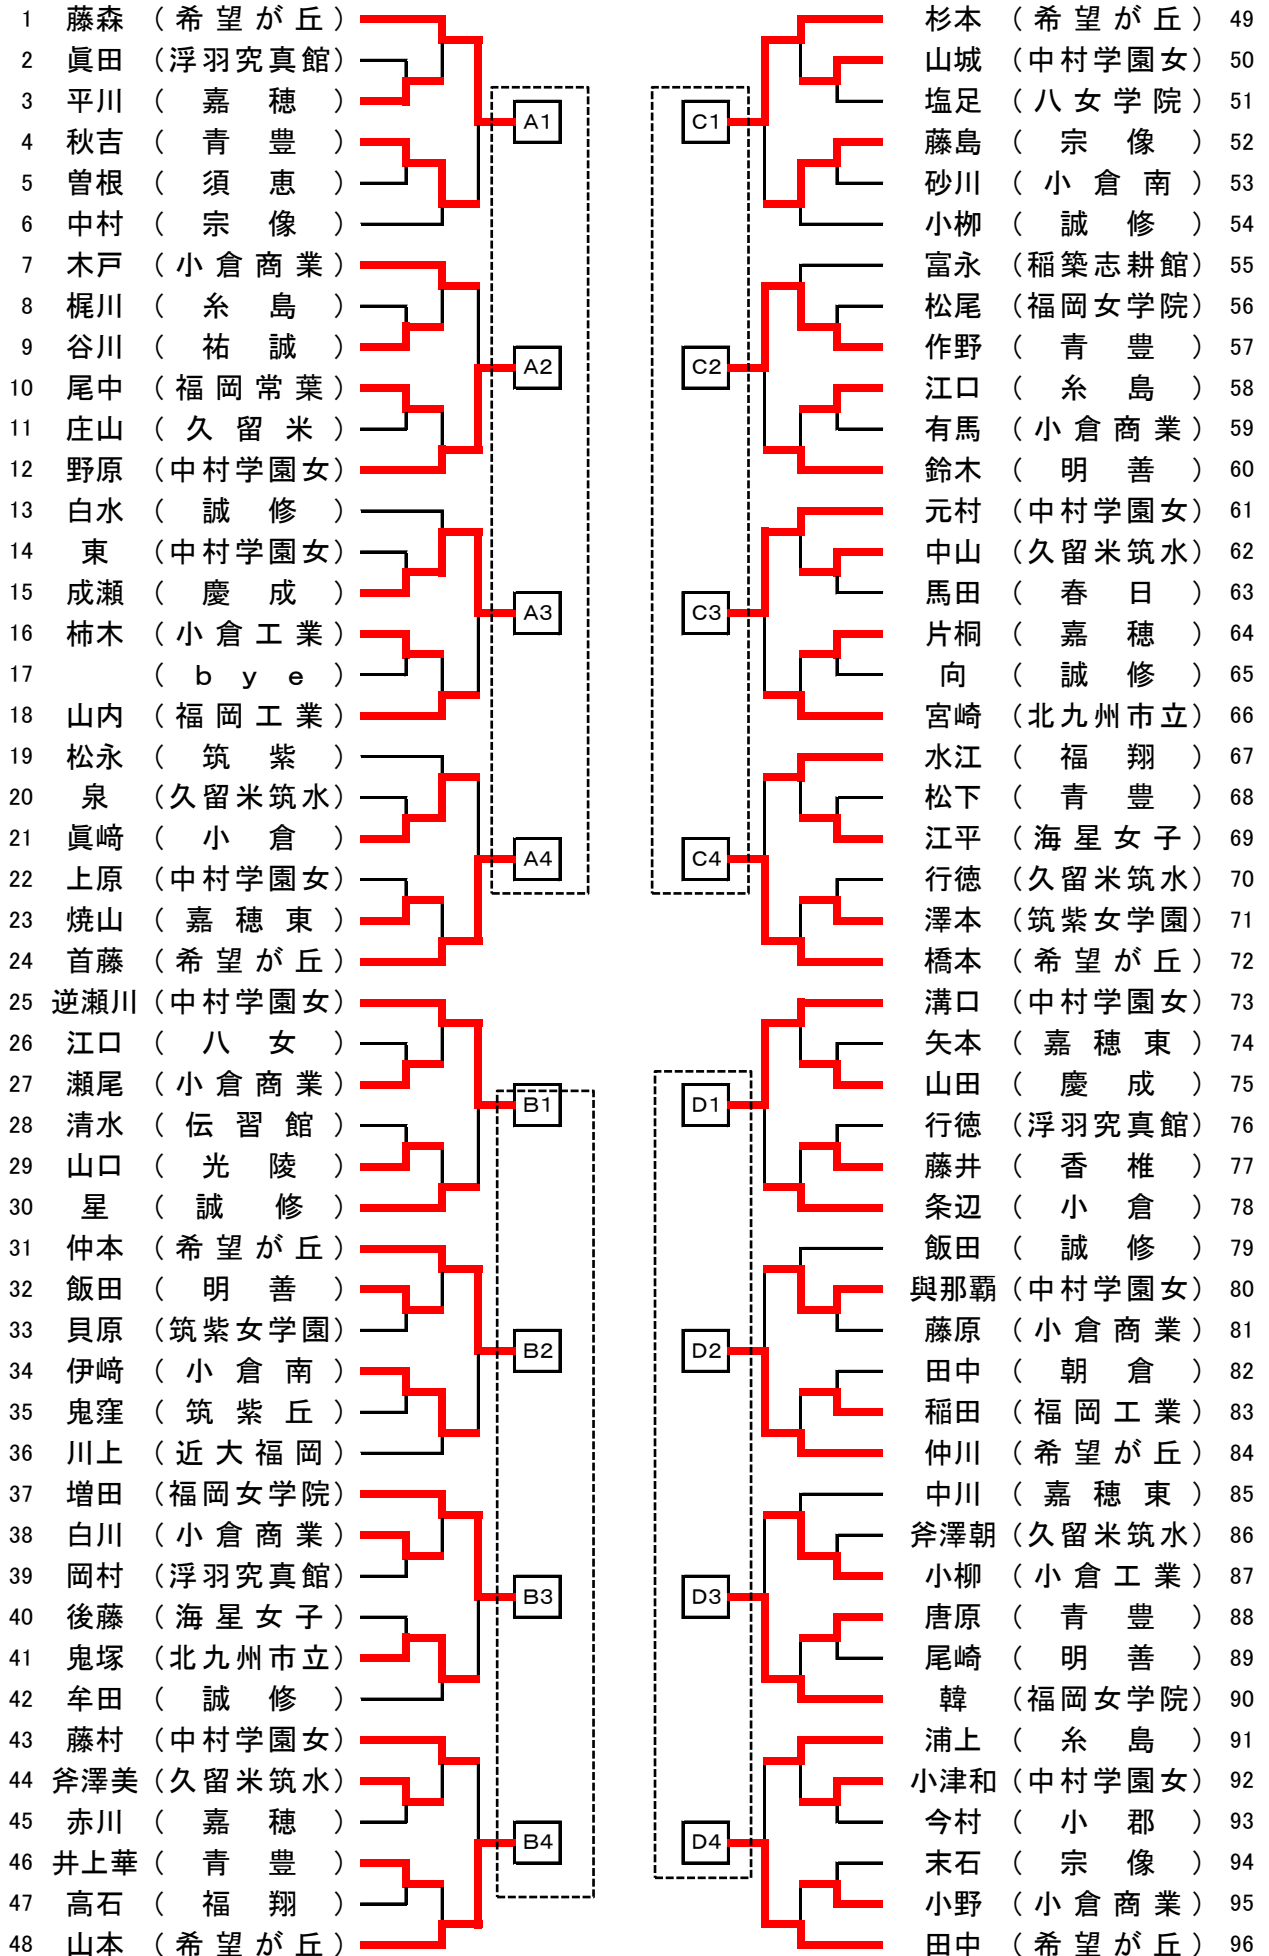 1 藤森 (希望が丘) 杉本 (希望が丘) 49
2 眞田 (浮羽究真館) 山城 (中村学園女) 50
3 平川 (嘉穂) 塩足 (八女学院) 51
A1 C1
4 秋吉 (青豊) 藤島 (宗像) 52
5 曽根 (須恵) 砂川 (小倉南) 53
6 中村 (宗像) 小栁 (誠修) 54
7 木戸 (小倉商業) 富永 (稲築志耕館) 55
8 梶川 (糸島) 松尾 (福岡女学院) 56
9 谷川 (祐誠) 作野 (青豊) 57
A2 C2
10 尾中 (福岡常葉) 江口 (糸島) 58
11 庄山 (久留米) 有馬 (小倉商業) 59
12 野原 (中村学園女) 鈴木 (明善) 60
13 白水 (誠修) 元村 (中村学園女) 61
14 東 (中村学園女) 中山 (久留米筑水) 62
15 成瀬 (慶成) 馬田 (春日) 63
A3 C3
16 柿木 (小倉工業) 片桐 (嘉穂) 64
17 (bye) 向 (誠修) 65
18 山内 (福岡工業) 宮崎 (北九州市立) 66
19 松永 (筑紫) 水江 (福翔) 67
20 泉 (久留米筑水) 松下 (青豊) 68
21 眞﨑 (小倉) 江平 (海星女子) 69
A4 C4
22 上原 (中村学園女) 行徳 (久留米筑水) 70
23 焼山 (嘉穂東) 澤本 (筑紫女学園) 71
24 首藤 (希望が丘) 橋本 (希望が丘) 72
25 逆瀬川 (中村学園女) 溝口 (中村学園女) 73
26 江口 (八女) 矢本 (嘉穂東) 74
27 瀬尾 (小倉商業) 山田 (慶成) 75
B1 D1
28 清水 (伝習館) 行徳 (浮羽究真館) 76
29 山口 (光陵) 藤井 (香椎) 77
30 星 (誠修) 条辺 (小倉) 78
31 仲本 (希望が丘) 飯田 (誠修) 79
32 飯田 (明善) 與那覇 (中村学園女) 80
33 貝原 (筑紫女学園) 藤原 (小倉商業) 81
B2 D2
34 伊﨑 (小倉南) 田中 (朝倉) 82
35 鬼窪 (筑紫丘) 稲田 (福岡工業) 83
36 川上 (近大福岡) 仲川 (希望が丘) 84
37 増田 (福岡女学院) 中川 (嘉穂東) 85
38 白川 (小倉商業) 斧澤朝 (久留米筑水) 86
39 岡村 (浮羽究真館) 小柳 (小倉工業) 87
B3 D3
40 後藤 (海星女子) 唐原 (青豊) 88
41 鬼塚 (北九州市立) 尾崎 (明善) 89
42 牟田 (誠修) 韓 (福岡女学院) 90
43 藤村 (中村学園女) 浦上 (糸島) 91
44 斧澤美 (久留米筑水) 小津和 (中村学園女) 92
45 赤川 (嘉穂) 今村 (小郡) 93
B4 D4
46 井上華 (青豊) 末石 (宗像) 94
47 高石 (福翔) 小野 (小倉商業) 95
48 山本 (希望が丘) 田中 (希望が丘) 96